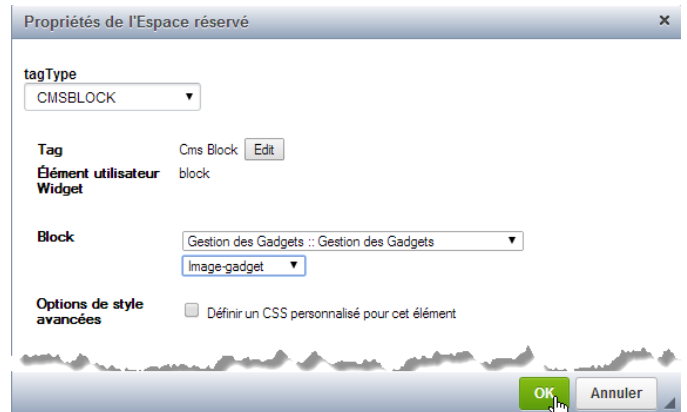 Propriétés de l'Espace réservé ×
tagType
CMSBLOCK
Tag Cms Block Edit
Élément utilisateur block
Widget
Block Gestion des Gadgets :: Gestion des Gadgets
Image-gadget
Options de style
avancées Définir un CSS personnalisé pour cet élément
OK Annuler